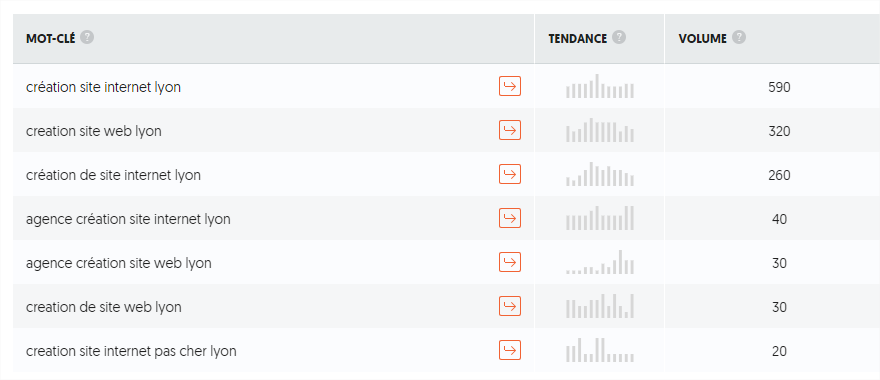 MOT-CLÉ ? TENDANCE ? VOLUME ?
création site internet lyon 590
creation site web lyon 320
création de site internet lyon 260
agence création site internet lyon 40
agence création site web lyon 30
creation de site web lyon 30
creation site internet pas cher lyon 20